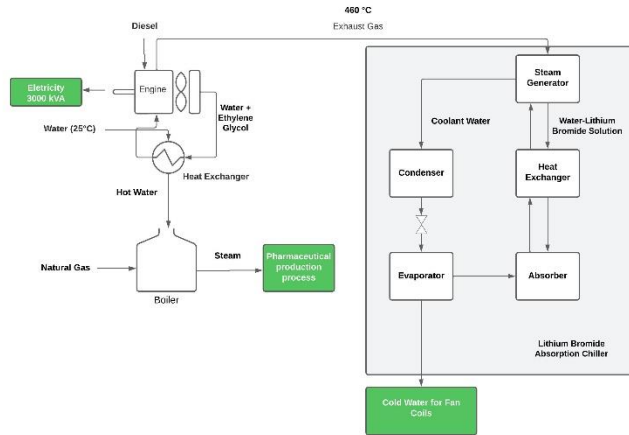 460 °C
Exhaust Gas
Diesel
Eletricity
3000 kVA
Engine
Water +
Ethylene
Glycol
Water (25°C)
Heat Exchanger
Hot Water
Natural Gas
Boiler
Steam
Pharmaceutical
production
process
Steam
Generator
Coolant Water
Water-Lithium
Bromide Solution
Condenser
Heat
Exchanger
Evaporator
Absorber
Lithium Bromide
Absorption Chiller
Cold Water for Fan
Coils